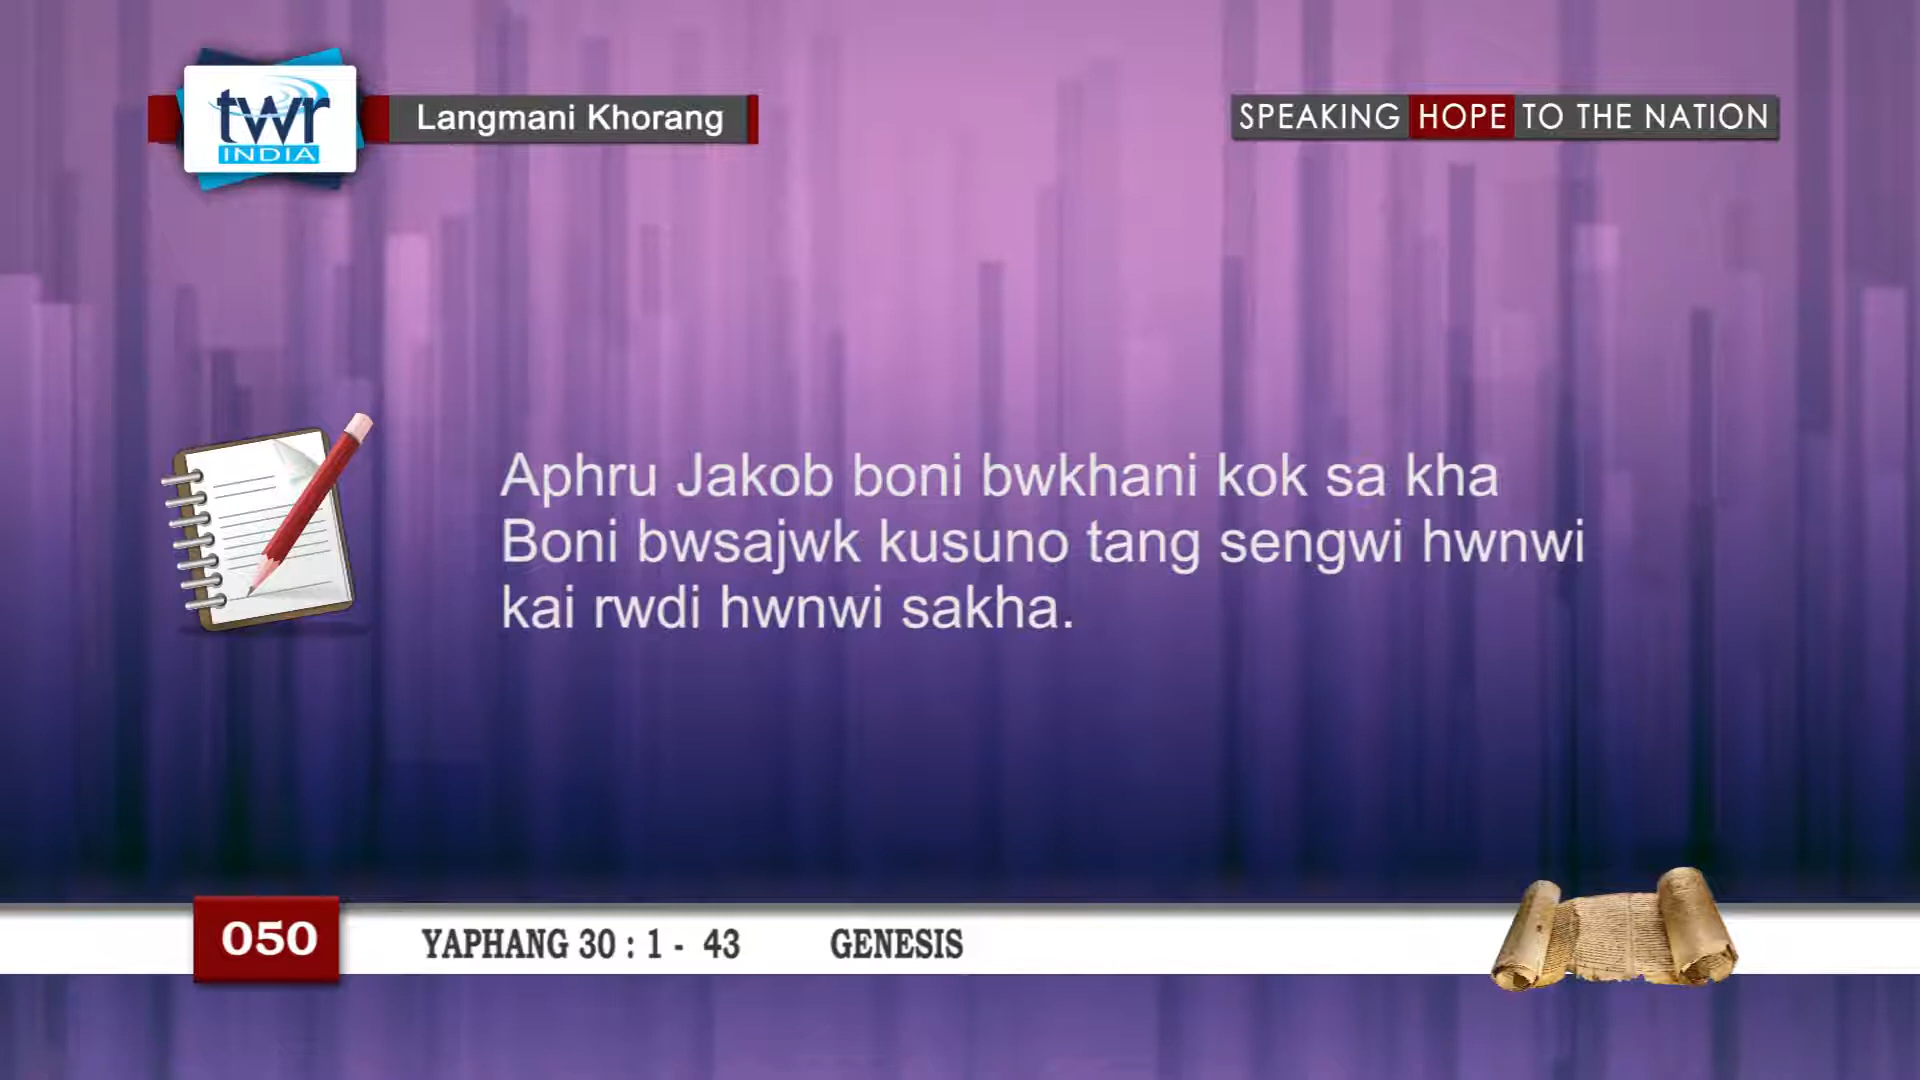 twr
INDIA
Langmani Khorang
SPEAKING HOPE TO THE NATION
Aphru Jakob boni bwkhani kok sa kha
Boni bwsajwk kusuno tang sengwi hwnwi
kai rwdi hwnwi sakha.
050
YAPHANG 30 : 1 - 43
GENESIS